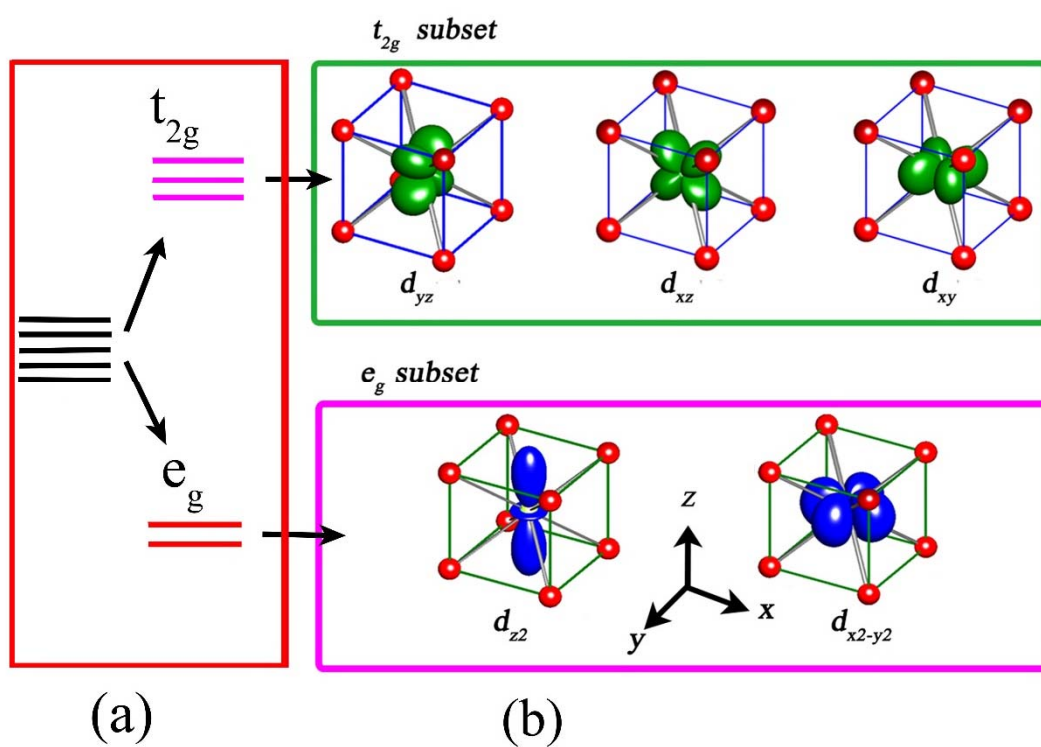 t2g subset
t2g
dyz
dxz
dxy
eg subset
eg
z
x
y
dz2
dx2-y2
(a)
(b)